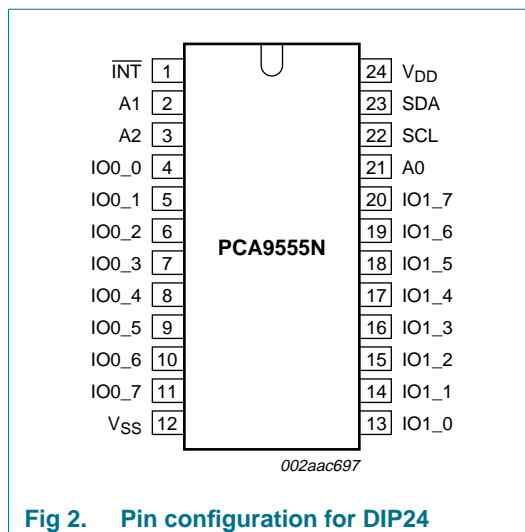 INT 1 24 VDD
A1 2 23 SDA
A2 3 22 SCL
IO0_0 4 21 A0
IO0_1 5 20 IO1_7
IO0_2 6 19 IO1_6
IO0_3 7 18 IO1_5
PCA9555N
IO0_4 8 17 IO1_4
IO0_5 9 16 IO1_3
IO0_6 10 15 IO1_2
IO0_7 11 14 IO1_1
VSS 12 13 IO1_0
002aac697
Fig 2. Pin configuration for DIP24